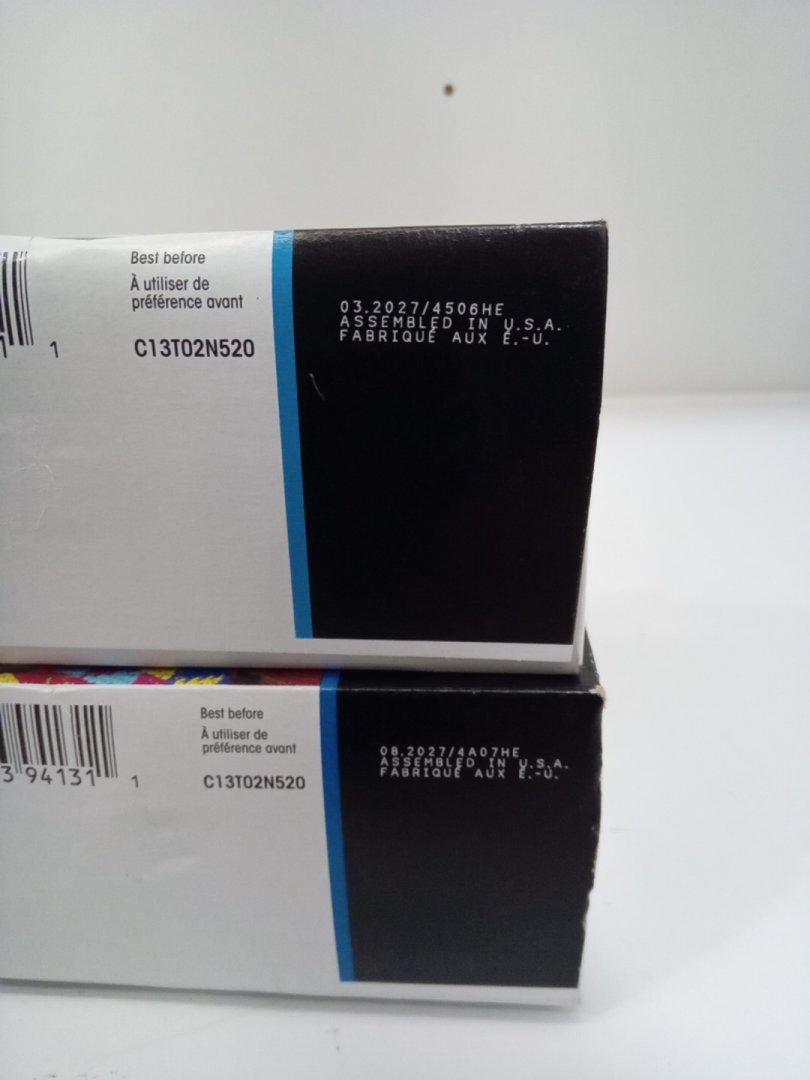 Best before
À utiliser de
préférence avant
1 1
C13T02N520
03.2027/4506HE
ASSEMBLED IN U.S.A.
FABRIQUÉ AUX É.-U.
Best before
À utiliser de
préférence avant
3 94131 1
C13T02N520
08.2027/4A07HE
ASSEMBLED IN U.S.A.
FABRIQUÉ AUX É.-U.